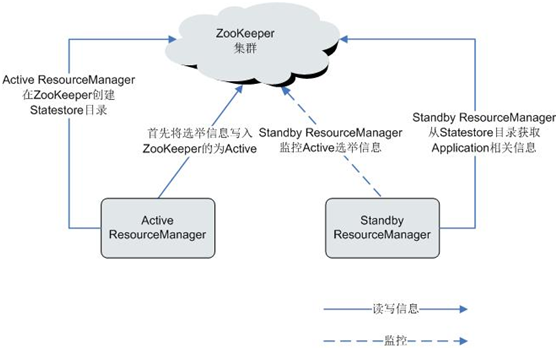 ZooKeeper
集群
Active ResourceManager
在ZooKeeper创建
Statestore目录
首先将选举信息写入
ZooKeeper的为Active
Standby ResourceManager
监控Active选举信息
Standby ResourceManager
从Statestore目录获取
Application相关信息
Active
ResourceManager
Standby
ResourceManager
读写信息
监控